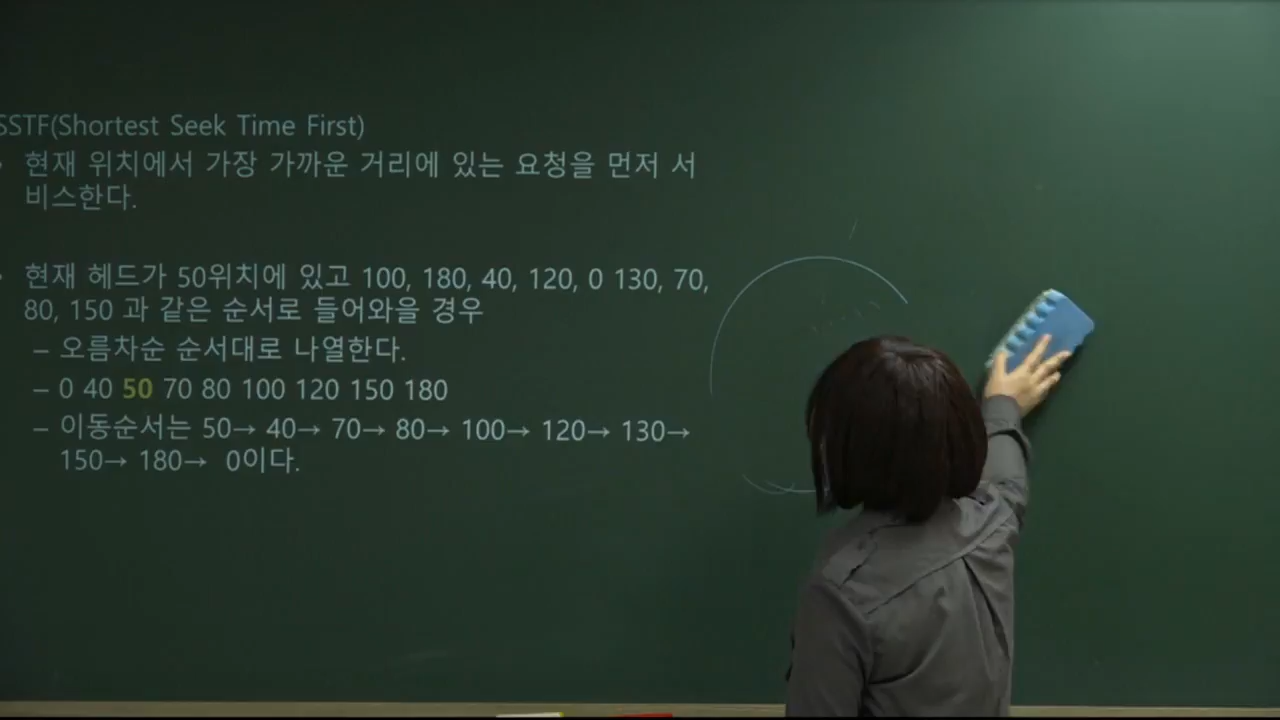 SSTF(Shortest Seek Time First)
현재 위치에서 가장 가까운 거리에 있는 요청을 먼저 서
비스한다.
현재 헤드가 50위치에 있고 100, 180, 40, 120, 0 130, 70,
80, 150 과 같은 순서로 들어와을 경우
– 오름차순 순서대로 나열한다.
– 0 40 50 70 80 100 120 150 180
– 이동순서는 50→ 40→ 70→ 80→ 100→ 120→ 130→
150→ 180→ 0이다.